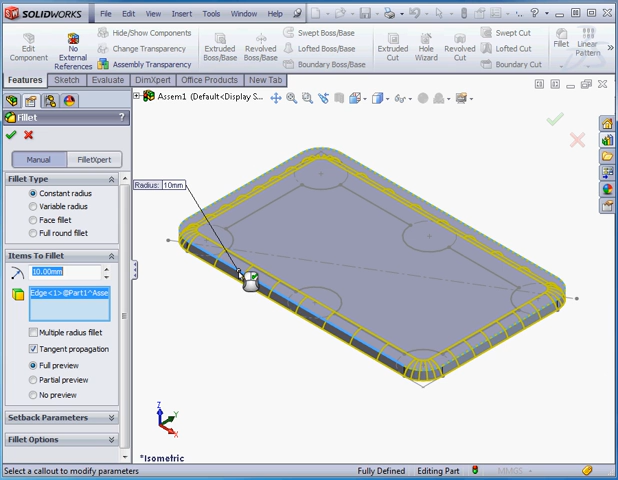 SOLIDWORKS
File Edit View Insert Tools Window
Edit Component
No External References
Hide/Show Components
Change Transparency
Assembly Transparency
Extruded Boss/Base
Revolved Boss/Base
Swept Boss/Base
Lofted Boss/Base
Boundary Boss/Base
Extruded Cut
Hole Wizard
Revolved Cut
Swept Cut
Lofted Cut
Boundary Cut
Fillet
Linear Pattern
Features Sketch Evaluate DimXpert Office Products New Tab
Assem1 (Default<Display S...
Fillet ?
Manual FilletXpert
Fillet Type
Constant radius
Variable radius
Face fillet
Full round fillet
Items To Fillet
10.00mm
Edge<1>@Part1^Asse
Multiple radius fillet
Tangent propagation
Full preview
Partial preview
No preview
Setback Parameters
Fillet Options
Radius: 10mm
Z
Y
X
*Isometric
Select a callout to modify parameters Fully Defined Editing Part MMGS